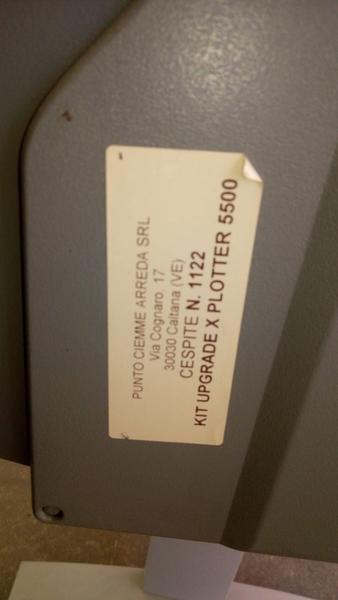 PUNTO CIEMME ARREDA SRL
Via Cognaro, 17
30030 Caltana (VE)
CESPITE N. 1122
KIT UPGRADE X PLOTTER 5500